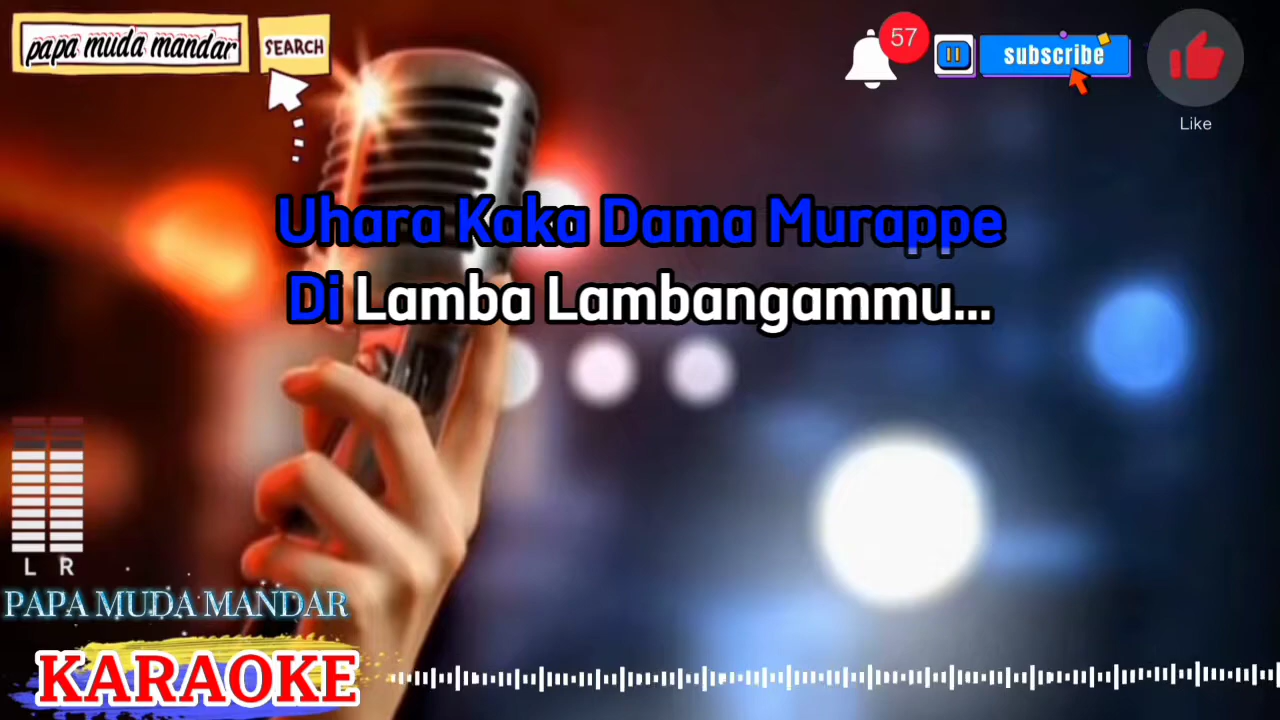 papa muda mandar
SEARCH
57
subscribe
Like
Uhara Kaka Dama Murappe
Di Lamba Lambangammu...
L R
PAPA MUDA MANDAR
KARAOKE